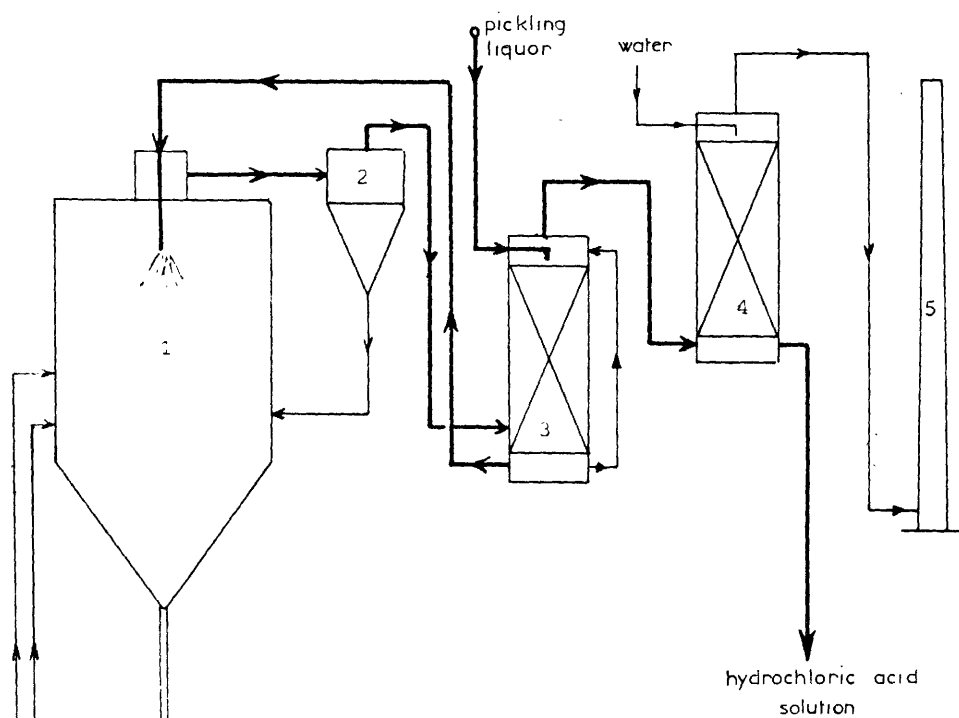 pickling
liquor
water
2
4
5
1
3
hydrochloric acid
solution